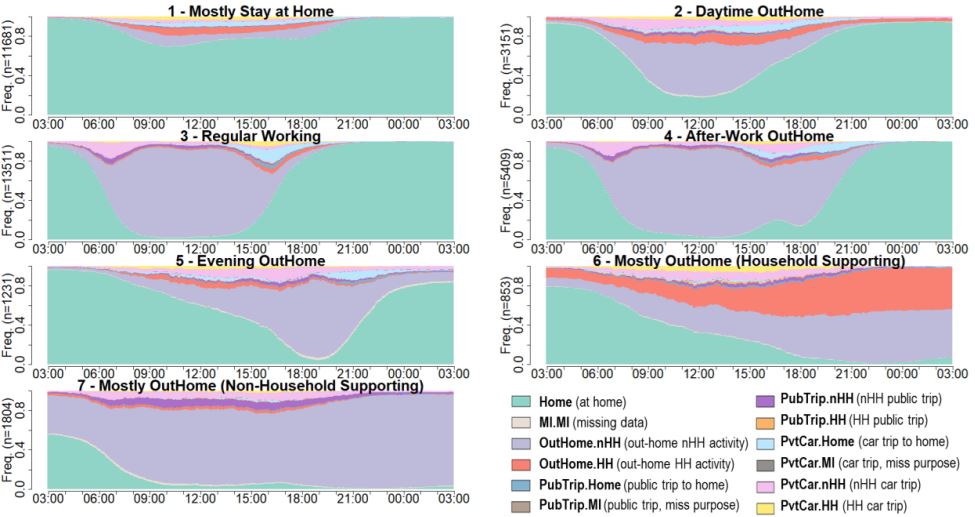 1 - Mostly Stay at Home
Freq. (n=11681)
0.0 0.4 0.8
03:00 06:00 09:00 12:00 15:00 18:00 21:00 00:00 03:00
2 - Daytime OutHome
Freq. (n=3151)
0.0 0.4 0.8
03:00 06:00 09:00 12:00 15:00 18:00 21:00 00:00 03:00
3 - Regular Working
Freq. (n=13511)
0.0 0.4 0.8
03:00 06:00 09:00 12:00 15:00 18:00 21:00 00:00 03:00
4 - After-Work OutHome
Freq. (n=5409)
0.0 0.4 0.8
03:00 06:00 09:00 12:00 15:00 18:00 21:00 00:00 03:00
5 - Evening OutHome
Freq. (n=1231)
0.0 0.4 0.8
03:00 06:00 09:00 12:00 15:00 18:00 21:00 00:00 03:00
6 - Mostly OutHome (Household Supporting)
Freq. (n=853)
0.0 0.4 0.8
03:00 06:00 09:00 12:00 15:00 18:00 21:00 00:00 03:00
7 - Mostly OutHome (Non-Household Supporting)
Freq. (n=1804)
0.0 0.4 0.8
03:00 06:00 09:00 12:00 15:00 18:00 21:00 00:00 03:00
Home (at home)
MI.MI (missing data)
OutHome.nHH (out-home nHH activity)
OutHome.HH (out-home HH activity)
PubTrip.Home (public trip to home)
PubTrip.MI (public trip, miss purpose)
PubTrip.nHH (nHH public trip)
PubTrip.HH (HH public trip)
PvtCar.Home (car trip to home)
PvtCar.MI (car trip, miss purpose)
PvtCar.nHH (nHH car trip)
PvtCar.HH (HH car trip)